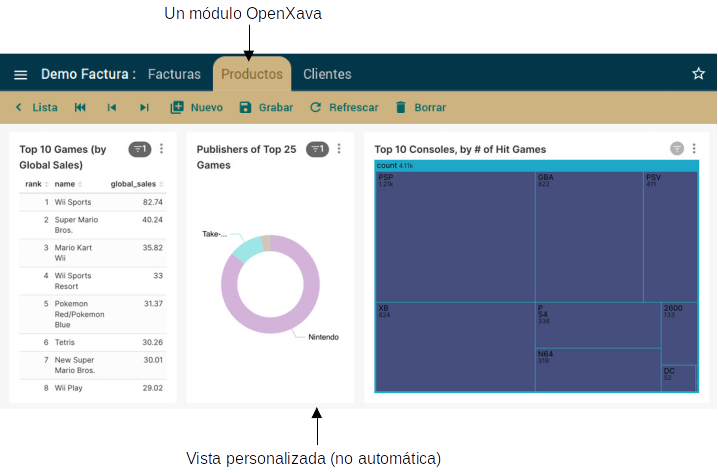 Un módulo OpenXava
Demo Factura : Facturas Productos Clientes
Lista Nuevo Grabar Refrescar Borrar
Top 10 Games (by
Global Sales)
1
rank name global_sales
1 Wii Sports 82.74
2 Super Mario 40.24
Bros.
3 Mario Kart 35.82
Wii
4 Wii Sports 33
Resort
5 Pokemon 31.37
Red/Pokemon
Blue
6 Tetris 30.26
7 New Super 30.01
Mario Bros.
8 Wii Play 29.02
Publishers of Top 25
Games
1
Take-...
Nintendo
Top 10 Consoles, by # of Hit Games
count 4.11k
PSP
1.21k
GBA
822
PSV
411
XB
824
P
S4
338
2600
133
N64
319
DC
52
Vista personalizada (no automática)